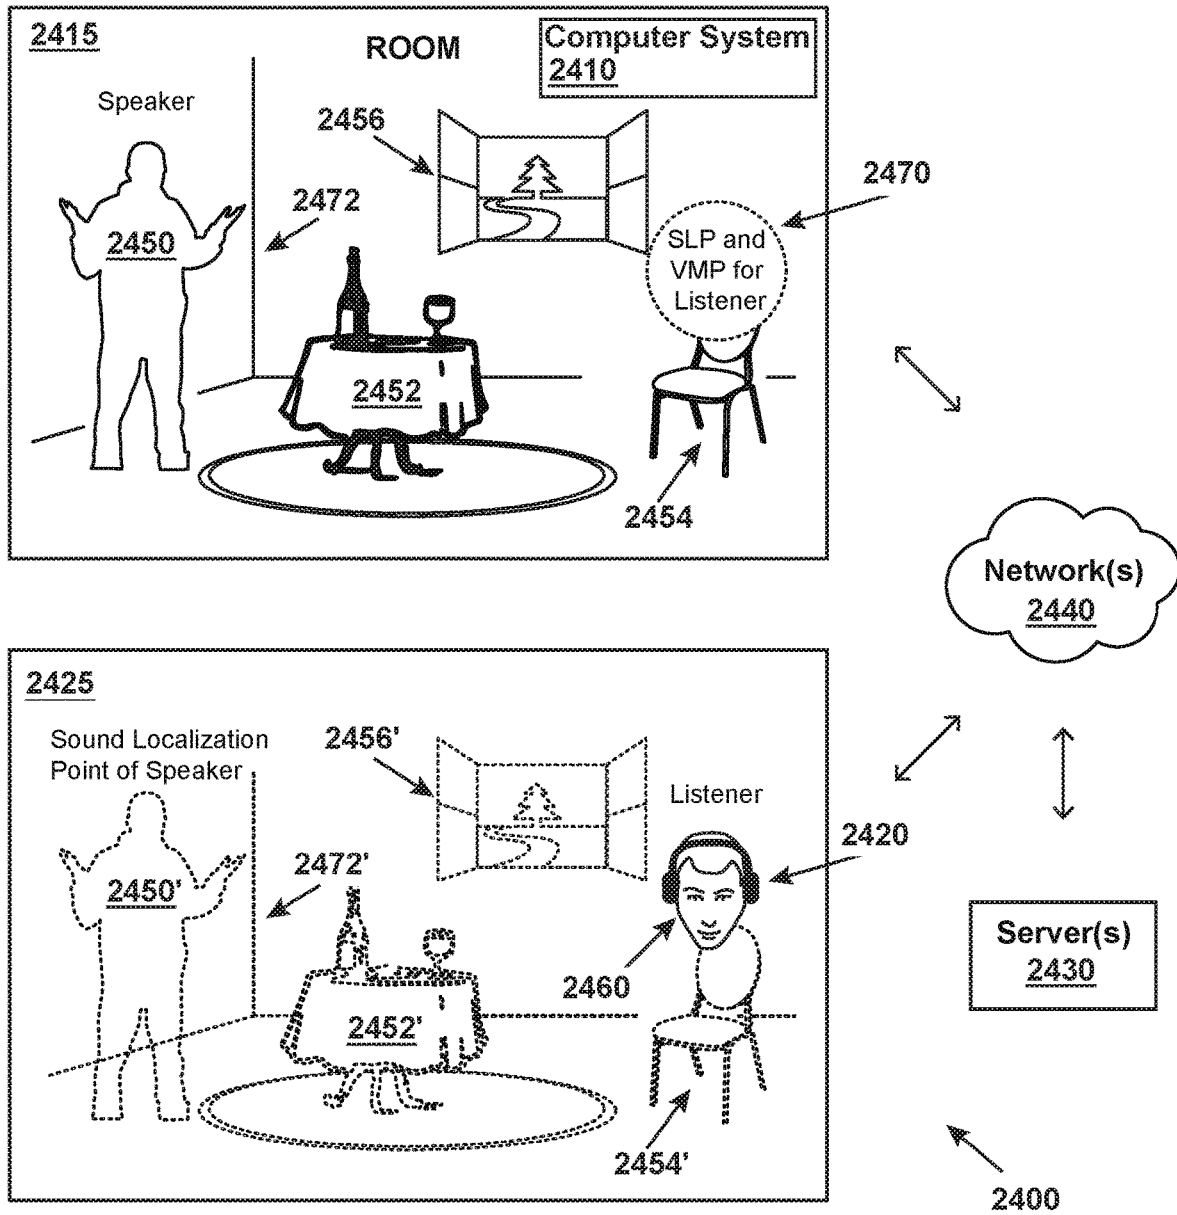 2415
ROOM
Computer System
2410
Speaker
2456
2470
2472
2450
SLP and
VMP for
Listener
2452
2454
Network(s)
2440
2425
Sound Localization
Point of Speaker
2456'
Listener
2420
2472'
2450'
2460
Server(s)
2430
2452'
2454'
2400